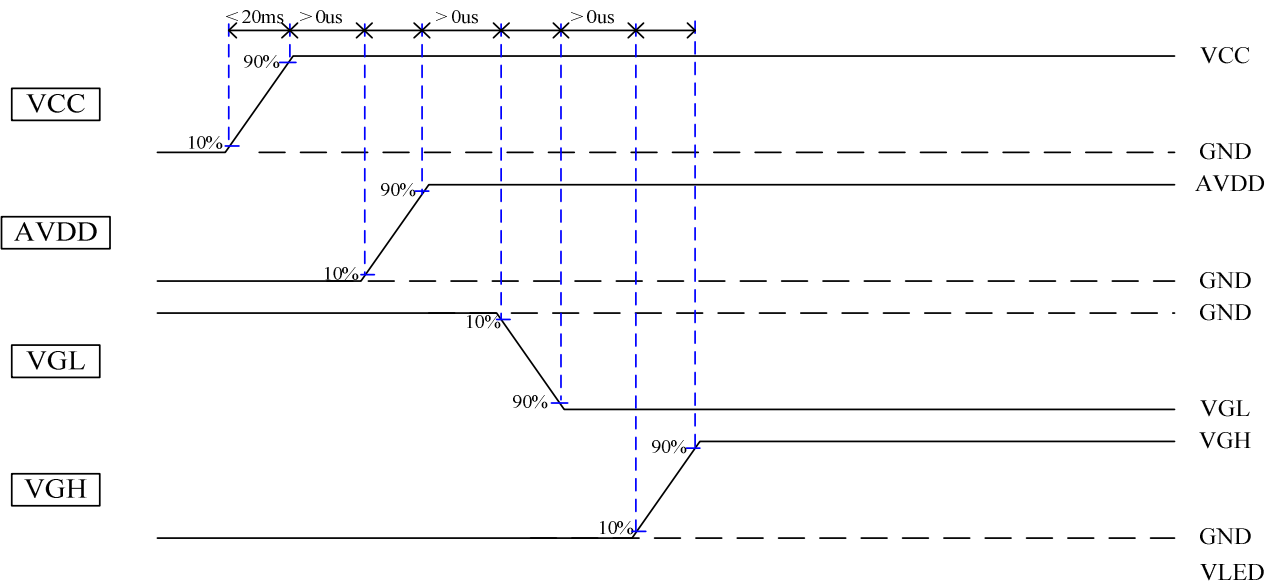 <20ms >0us >0us >0us
90% VCC
VCC
10% GND
90% AVDD
AVDD
10% GND
GND
10%
VGL
90% VGL
VGH
90%
VGH
10% GND
VLED